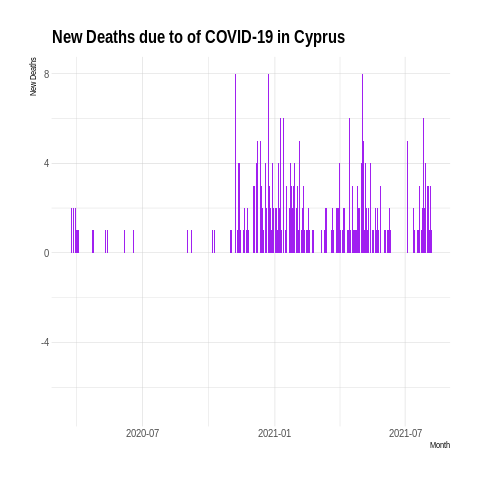 New Deaths due to of COVID-19 in Cyprus
New Deaths
8
4
0
-4
2020-07
2021-01
2021-07
Month